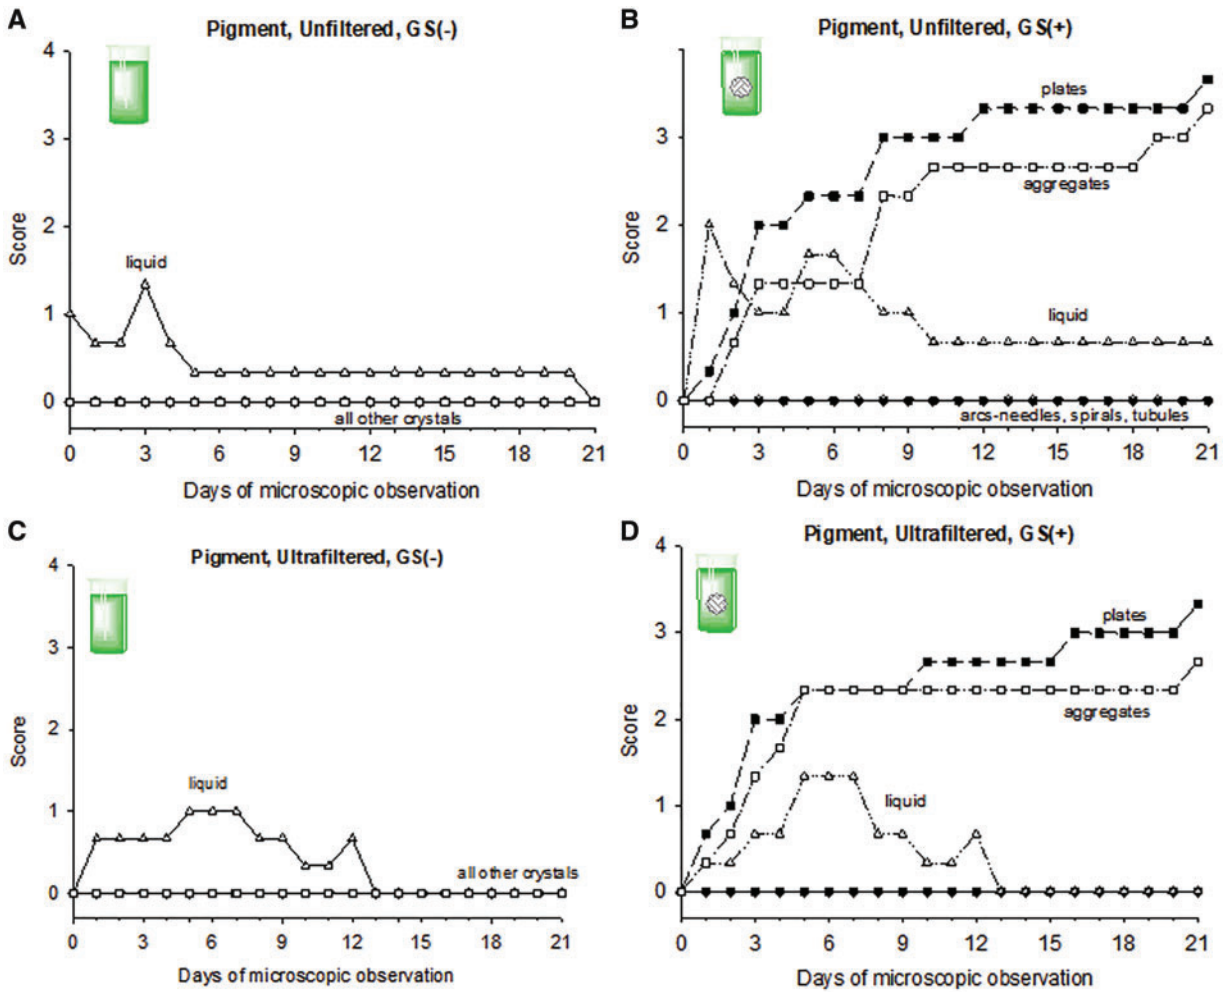 A
Pigment, Unfiltered, GS(-)
4
3
2
1
0
Score
liquid
all other crystals
0 3 6 9 12 15 18 21
Days of microscopic observation
B
Pigment, Unfiltered, GS(+)
3
2
1
0
Score
plates
aggregates
liquid
arcs-needles, spirals, tubules
0 3 6 9 12 15 18 21
Days of microscopic observation
C
Pigment, Ultrafiltered, GS(-)
4
3
2
1
0
Score
liquid
all other crystals
0 3 6 9 12 15 18 21
Days of microscopic observation
D
Pigment, Ultrafiltered, GS(+)
4
3
2
1
0
Score
plates
aggregates
liquid
0 3 6 9 12 15 18 21
Days of microscopic observation